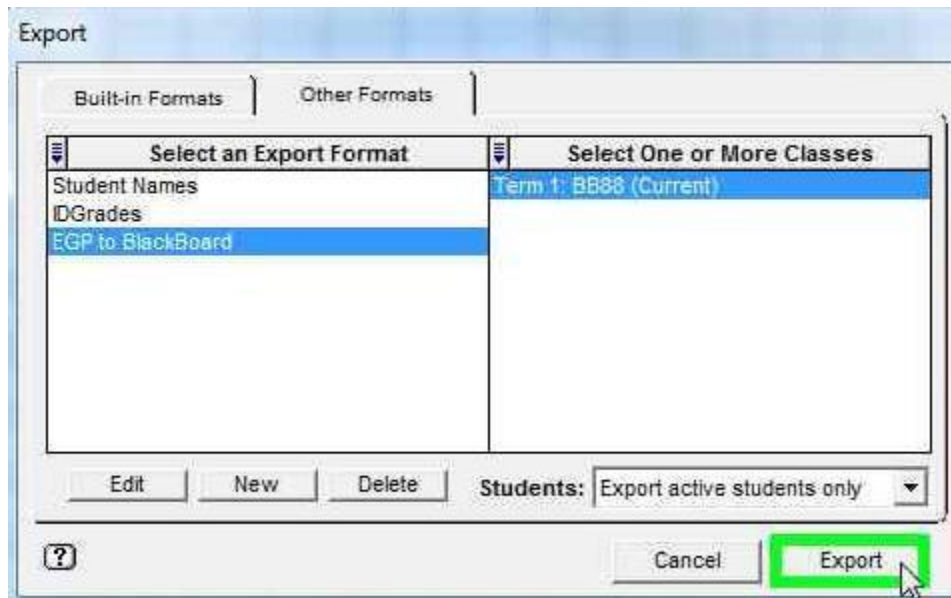 Export
Built-in Formats Other Formats
Select an Export Format Select One or More Classes
Student Names Term 1: BB88 (Current)
IDGrades
EGP to BlackBoard
Edit New Delete Students: Export active students only
? Cancel Export